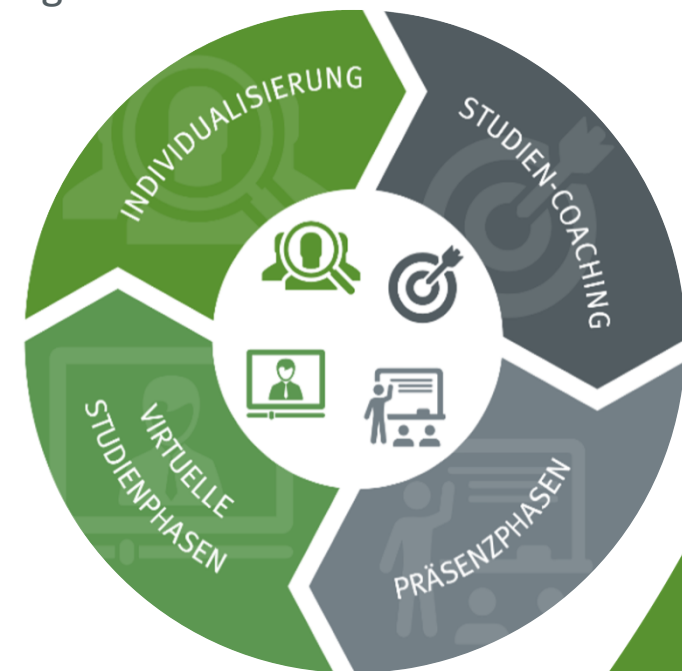 INDIVIDUALISIERUNG
STUDIEN-COACHING
VIRTUELLE
STUDIENPHASEN
PRÄSENZPHASEN